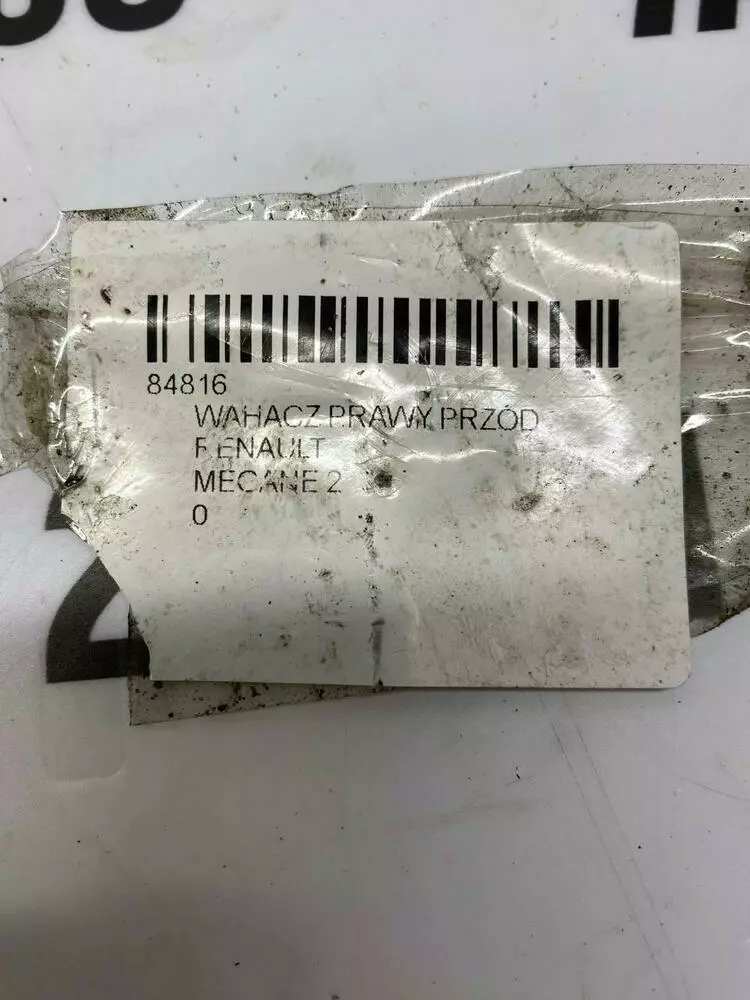 84816
WAHACZ PRAWY PRZÓD
RENAULT
MEGANE 2
0